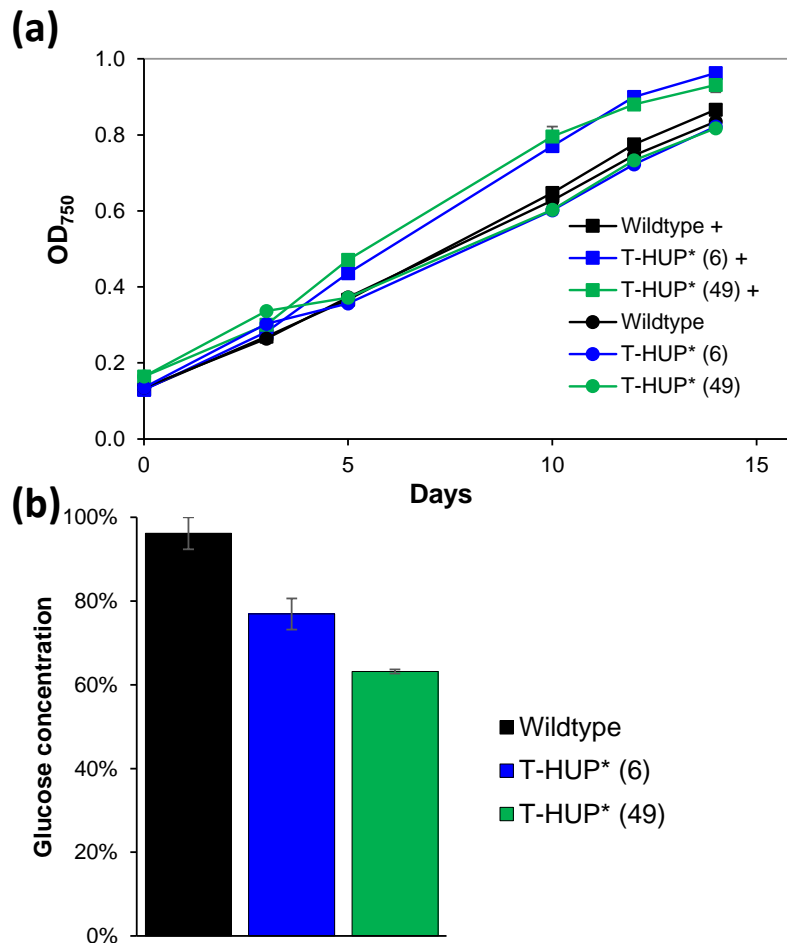 (a)
1.0
0.8
0.6
0.4
0.2
0.0
OD750
0 5 10 15
Days
Wildtype +
T-HUP* (6) +
T-HUP* (49) +
Wildtype
T-HUP* (6)
T-HUP* (49)
(b)
100%
80%
60%
40%
20%
0%
Glucose concentration
Wildtype
T-HUP* (6)
T-HUP* (49)